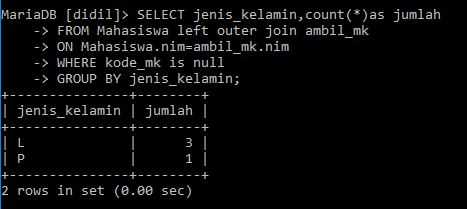 MariaDB [didil]> SELECT jenis_kelamin,count(*)as jumlah
    -> FROM Mahasiswa left outer join ambil_mk
    -> ON Mahasiswa.nim=ambil_mk.nim
    -> WHERE kode_mk is null
    -> GROUP BY jenis_kelamin;
+---------------+--------+
| jenis_kelamin | jumlah |
+---------------+--------+
| L             |      3 |
| P             |      1 |
+---------------+--------+
2 rows in set (0.00 sec)